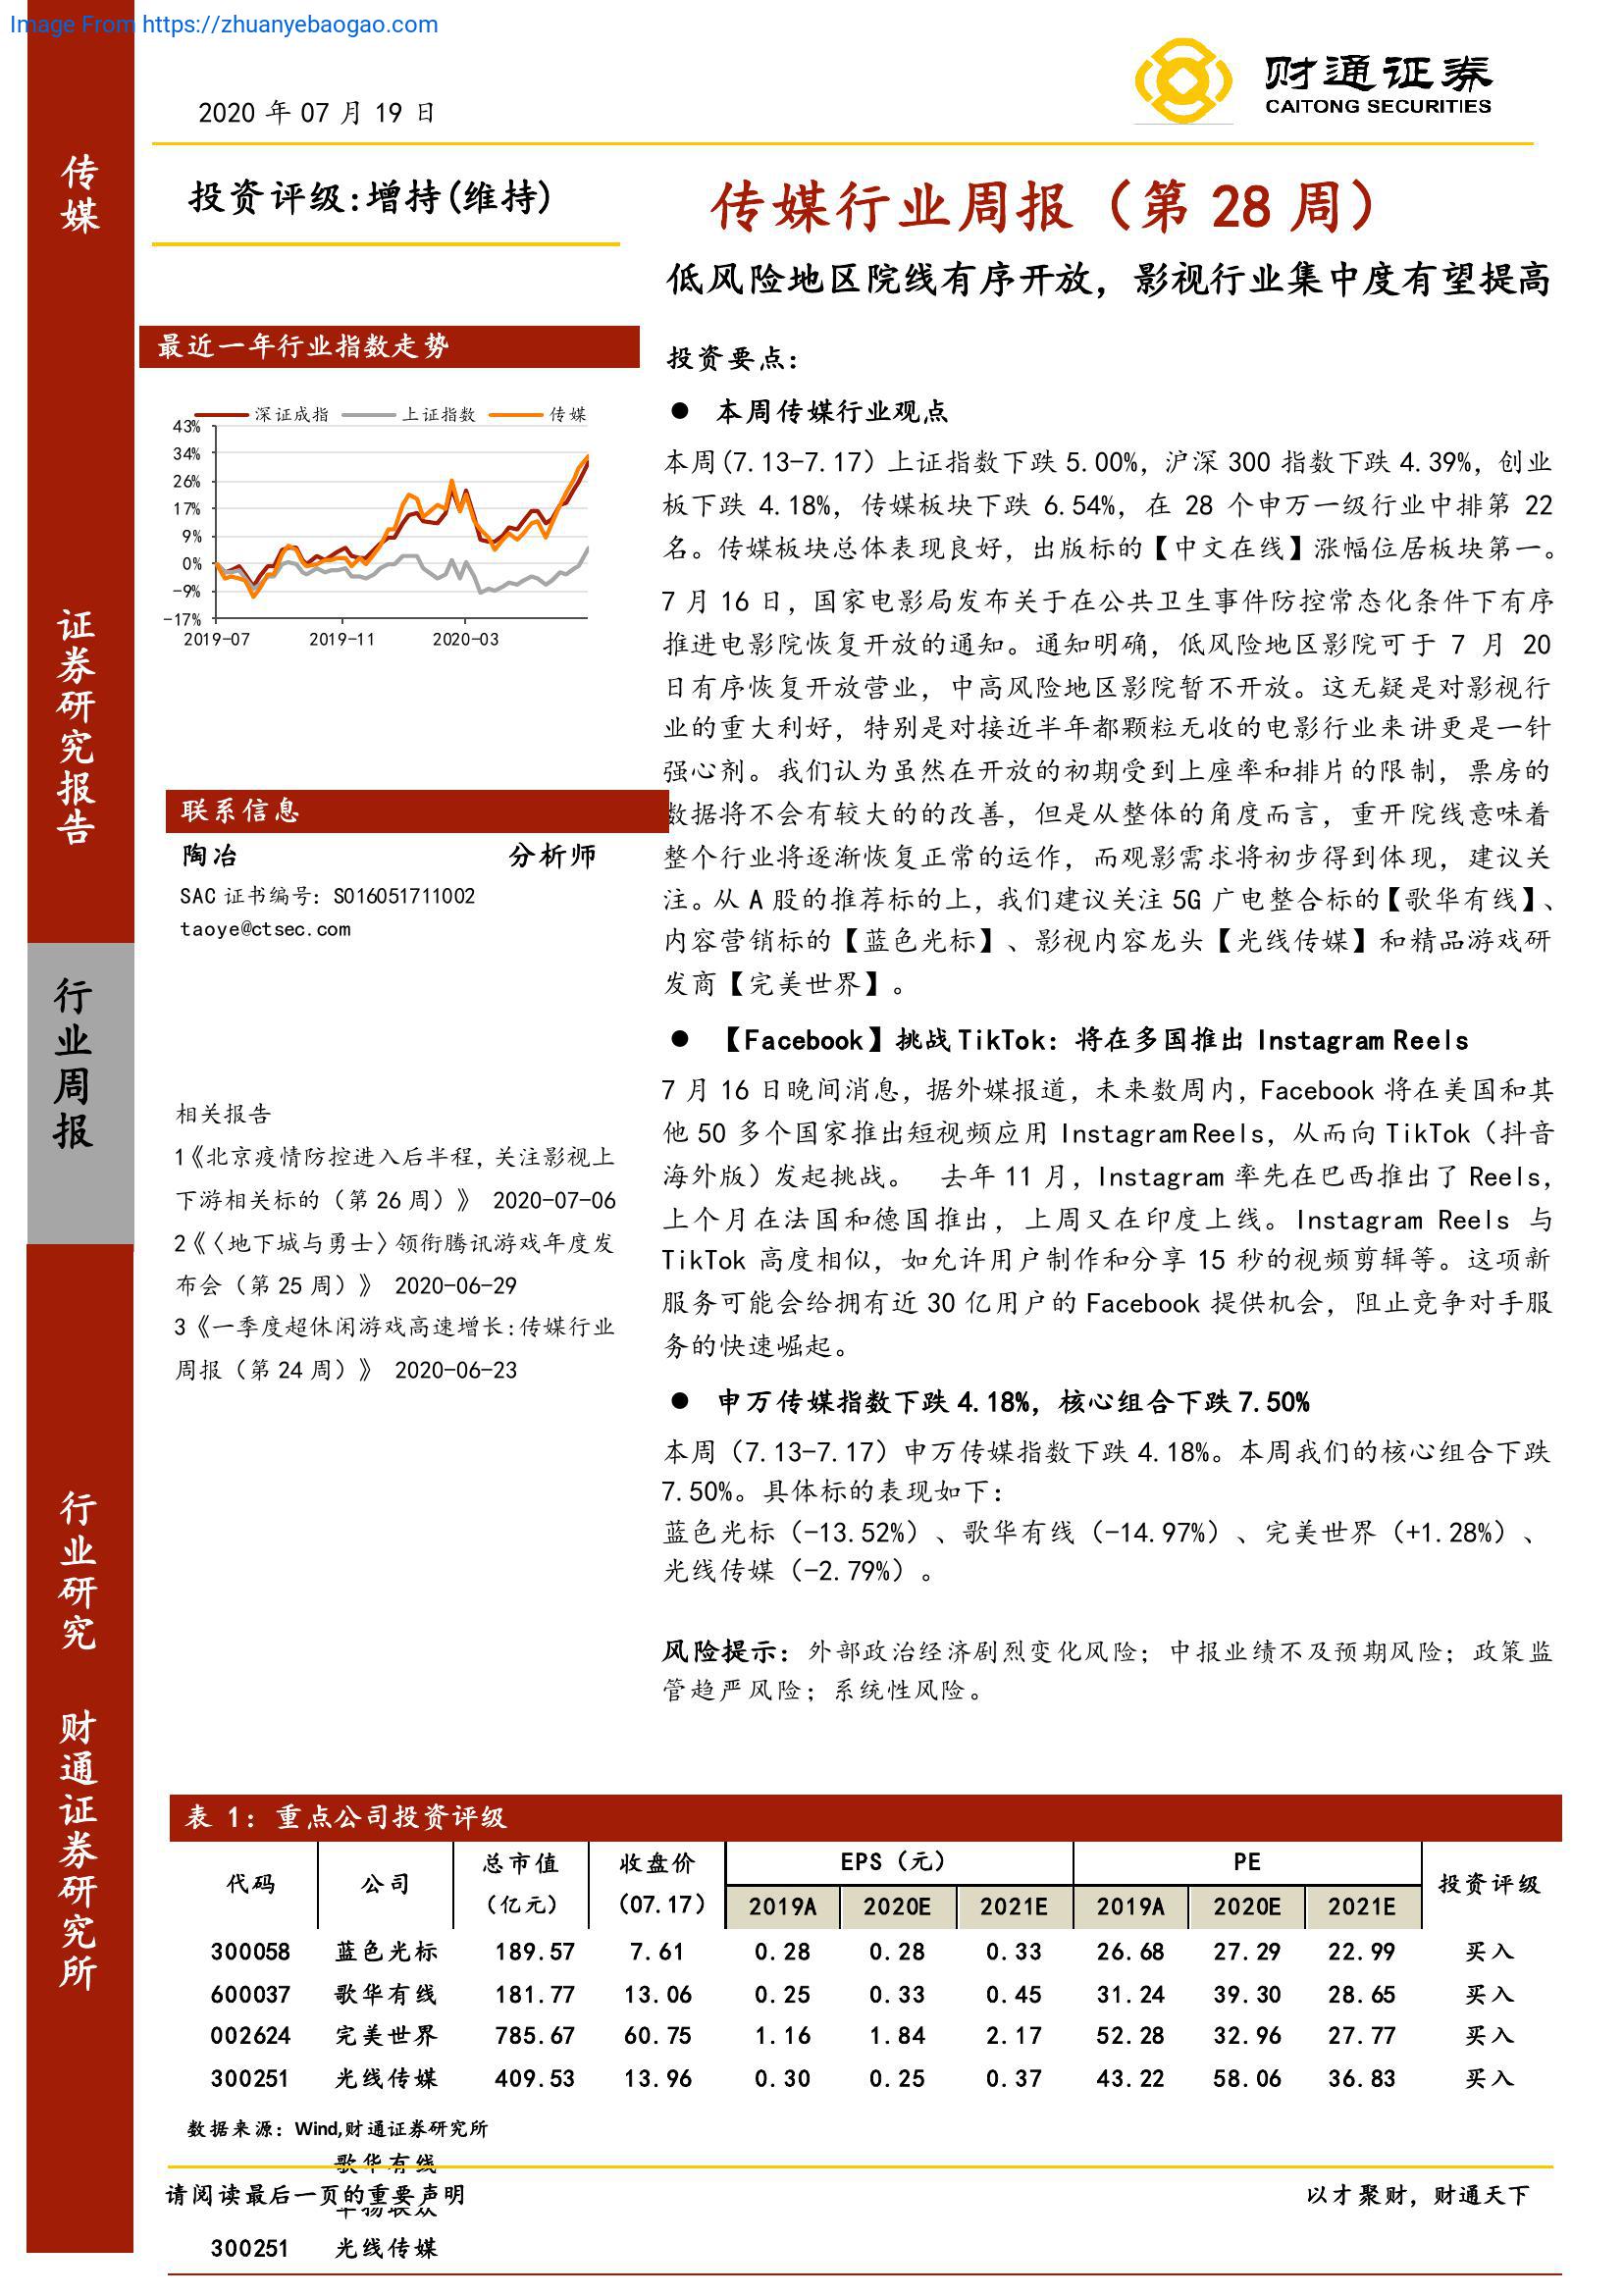 Image From https://zhuanyebaogao.com
财通证券
CAITONG SECURITIES
2020 年 07 月 19 日
传媒
证券研究报告
行业周报
行业研究
财通证券研究所
投资评级:增持(维持)
最近一年行业指数走势
深证成指 上证指数 传媒
43%
34%
26%
17%
9%
0%
-9%
-17%
2019-07 2019-11 2020-03
联系信息
陶冶 分析师
SAC 证书编号：S016051711002
taoye@ctsec.com
相关报告
1《北京疫情防控进入后半程，关注影视上
下游相关标的（第 26 周）》 2020-07-06
2《〈地下城与勇士〉领衔腾讯游戏年度发
布会（第 25 周）》 2020-06-29
3《一季度超休闲游戏高速增长:传媒行业
周报（第 24 周）》 2020-06-23
传媒行业周报（第 28 周）
低风险地区院线有序开放，影视行业集中度有望提高
投资要点：
● 本周传媒行业观点
本周(7.13-7.17) 上证指数下跌 5.00%，沪深 300 指数下跌 4.39%，创业
板下跌 4.18%，传媒板块下跌 6.54%，在 28 个申万一级行业中排第 22
名。传媒板块总体表现良好，出版标的【中文在线】涨幅位居板块第一。
7 月 16 日，国家电影局发布关于在公共卫生事件防控常态化条件下有序
推进电影院恢复开放的通知。通知明确，低风险地区影院可于 7 月 20
日有序恢复开放营业，中高风险地区影院暂不开放。这无疑是对影视行
业的重大利好，特别是对接近半年都颗粒无收的电影行业来讲更是一针
强心剂。我们认为虽然在开放的初期受到上座率和排片的限制，票房的
数据将不会有较大的的改善，但是从整体的角度而言，重开院线意味着
整个行业将逐渐恢复正常的运作，而观影需求将初步得到体现，建议关
注。从 A 股的推荐标的上，我们建议关注 5G 广电整合标的【歌华有线】、
内容营销标的【蓝色光标】、影视内容龙头【光线传媒】和精品游戏研
发商【完美世界】。
● 【Facebook】挑战 TikTok：将在多国推出 Instagram Reels
7 月 16 日晚间消息，据外媒报道，未来数周内，Facebook 将在美国和其
他 50 多个国家推出短视频应用 Instagram Reels，从而向 TikTok（抖音
海外版）发起挑战。 去年 11 月，Instagram 率先在巴西推出了 Reels，
上个月在法国和德国推出，上周又在印度上线。Instagram Reels 与
TikTok 高度相似，如允许用户制作和分享 15 秒的视频剪辑等。这项新
服务可能会给拥有近 30 亿用户的 Facebook 提供机会，阻止竞争对手服
务的快速崛起。
● 申万传媒指数下跌 4.18%，核心组合下跌 7.50%
本周（7.13-7.17）申万传媒指数下跌 4.18%。本周我们的核心组合下跌
7.50%。具体标的表现如下：
蓝色光标（-13.52%）、歌华有线（-14.97%）、完美世界（+1.28%）、
光线传媒（-2.79%）。
风险提示：外部政治经济剧烈变化风险；中报业绩不及预期风险；政策监
管趋严风险；系统性风险。
表 1：重点公司投资评级
代码 公司 总市值（亿元） 收盘价（07.17） EPS（元） PE 投资评级
2019A 2020E 2021E 2019A 2020E 2021E
300058 蓝色光标 189.57 7.61 0.28 0.28 0.33 26.68 27.29 22.99 买入
600037 歌华有线 181.77 13.06 0.25 0.33 0.45 31.24 39.30 28.65 买入
002624 完美世界 785.67 60.75 1.16 1.84 2.17 52.28 32.96 27.77 买入
300251 光线传媒 409.53 13.96 0.30 0.25 0.37 43.22 58.06 36.83 买入
数据来源：Wind,财通证券研究所
歌华有线
请阅读最后一页的重要声明 以才聚财，财通天下
300251 光线传媒